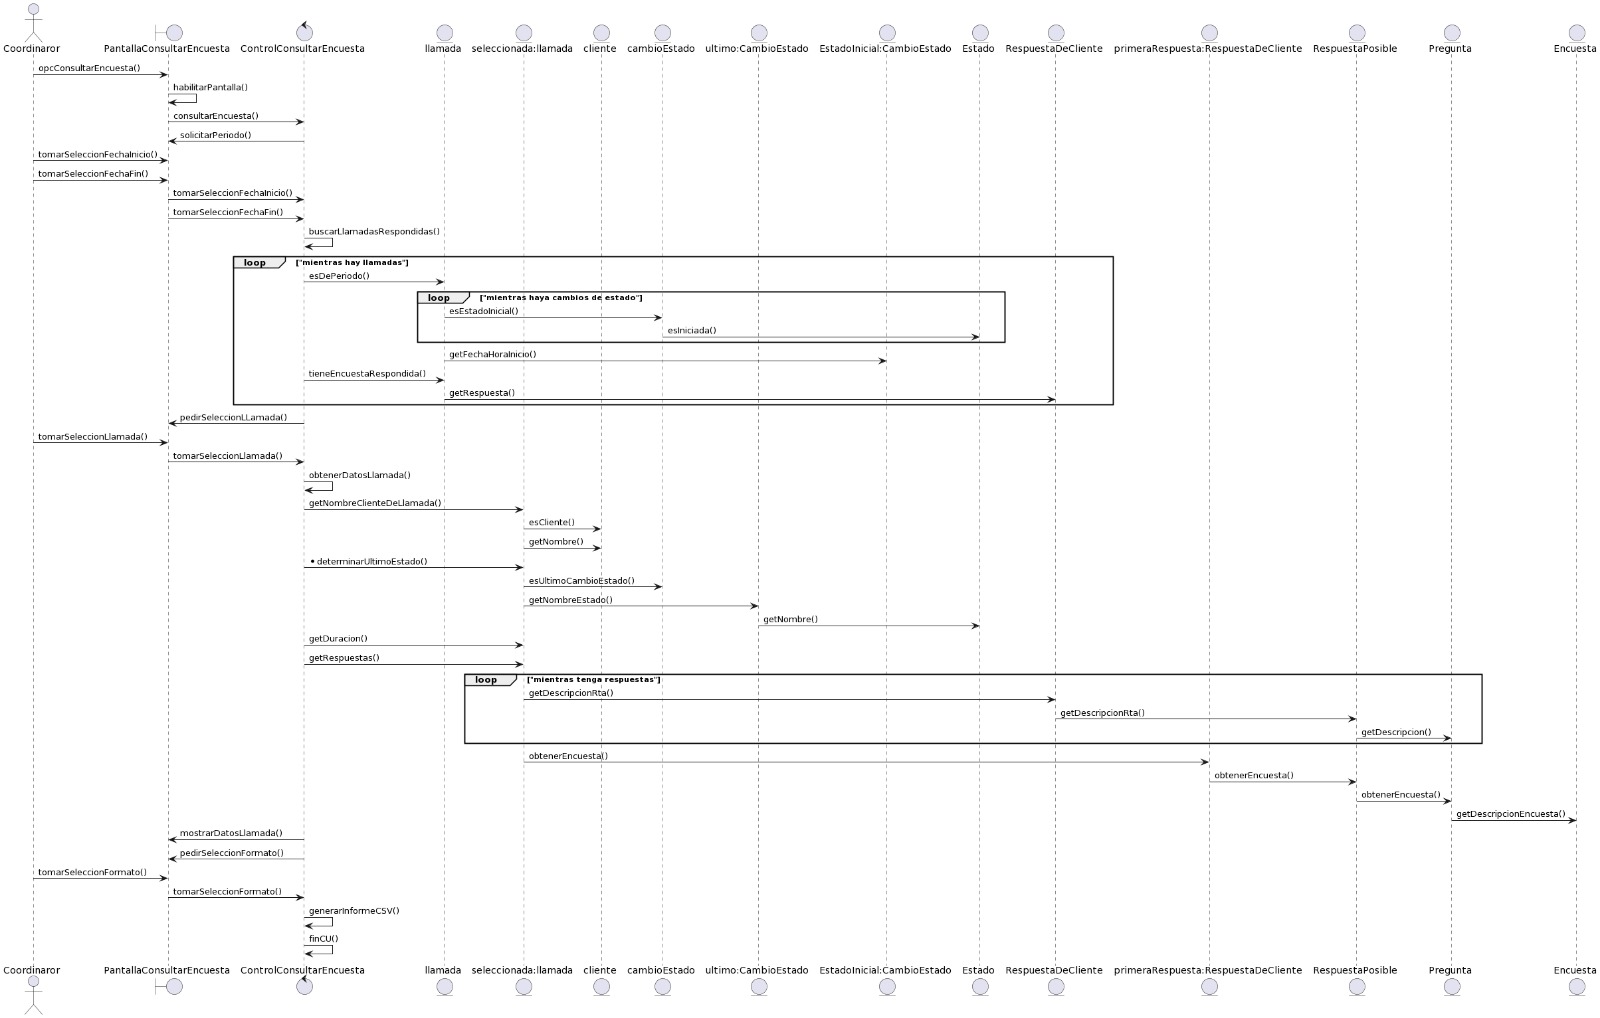 Coordinaror PantallaConsultarEncuesta ControlConsultarEncuesta llamada seleccionada:llamada cliente cambioEstado ultimo:CambioEstado EstadoInicial:CambioEstado Estado RespuestaDeCliente primeraRespuesta:RespuestaDeCliente RespuestaPosible Pregunta Encuesta
opcConsultarEncuesta()
habilitarPantalla()
consultarEncuesta()
solicitarPeriodo()
tomarSeleccionFechaInicio()
tomarSeleccionFechaFin()
tomarSeleccionFechaInicio()
tomarSeleccionFechaFin()
buscarLlamadasRespondidas()
loop ["mientras hay llamadas"]
esDePeriodo()
loop ["mientras haya cambios de estado"]
esEstadoInicial()
esIniciada()
getFechaHoraInicio()
tieneEncuestaRespondida()
getRespuesta()
pedirSeleccionLLamada()
tomarSeleccionLlamada()
tomarSeleccionLlamada()
obtenerDatosLlamada()
getNombreClienteDeLlamada()
esCliente()
getNombre()
• determinarUltimoEstado()
esUltimoCambioEstado()
getNombreEstado()
getNombre()
getDuracion()
getRespuestas()
loop ["mientras tenga respuestas"]
getDescripcionRta()
getDescripcionRta()
getDescripcion()
obtenerEncuesta()
obtenerEncuesta()
obtenerEncuesta()
getDescripcionEncuesta()
mostrarDatosLlamada()
pedirSeleccionFormato()
tomarSeleccionFormato()
tomarSeleccionFormato()
generarInformeCSV()
finCU()
Coordinaror PantallaConsultarEncuesta ControlConsultarEncuesta llamada seleccionada:llamada cliente cambioEstado ultimo:CambioEstado EstadoInicial:CambioEstado Estado RespuestaDeCliente primeraRespuesta:RespuestaDeCliente RespuestaPosible Pregunta Encuesta